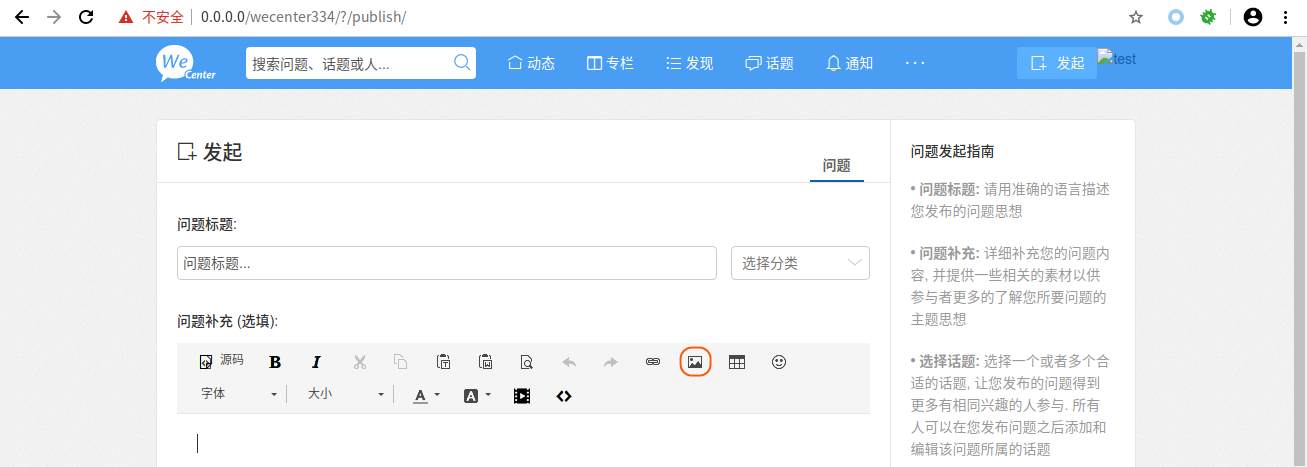 不安全 0.0.0.0/wecenter334/?/publish/
We Center 搜索问题、话题或人... 动态 专栏 发现 话题 通知 ··· 发起 test
发起
问题
问题标题:
问题标题... 选择分类
问题补充 (选填):
源码 B I
字体 大小 A A
问题发起指南
• 问题标题: 请用准确的语言描述
您发布的问题思想
• 问题补充: 详细补充您的问题内
容, 并提供一些相关的素材以供
参与者更多的了解您所要问题的
主题思想
• 选择话题: 选择一个或者多个合
适的话题, 让您发布的问题得到
更多有相同兴趣的人参与. 所有
人可以在您发布问题之后添加和
编辑该问题所属的话题